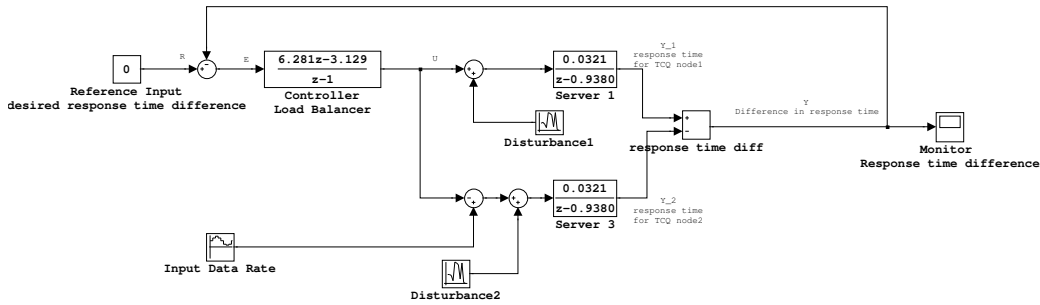 Y_1
response time
for TCQ node1
R
E
U
0
6.281z-3.129
z-1
0.0321
z-0.9380
Reference Input
desired response time difference
Controller
Load Balancer
Server 1
Y
Difference in response time
Disturbance1
response time diff
Monitor
Response time difference
0.0321
z-0.9380
Server 3
Y_2
response time
for TCQ node2
Input Data Rate
Disturbance2